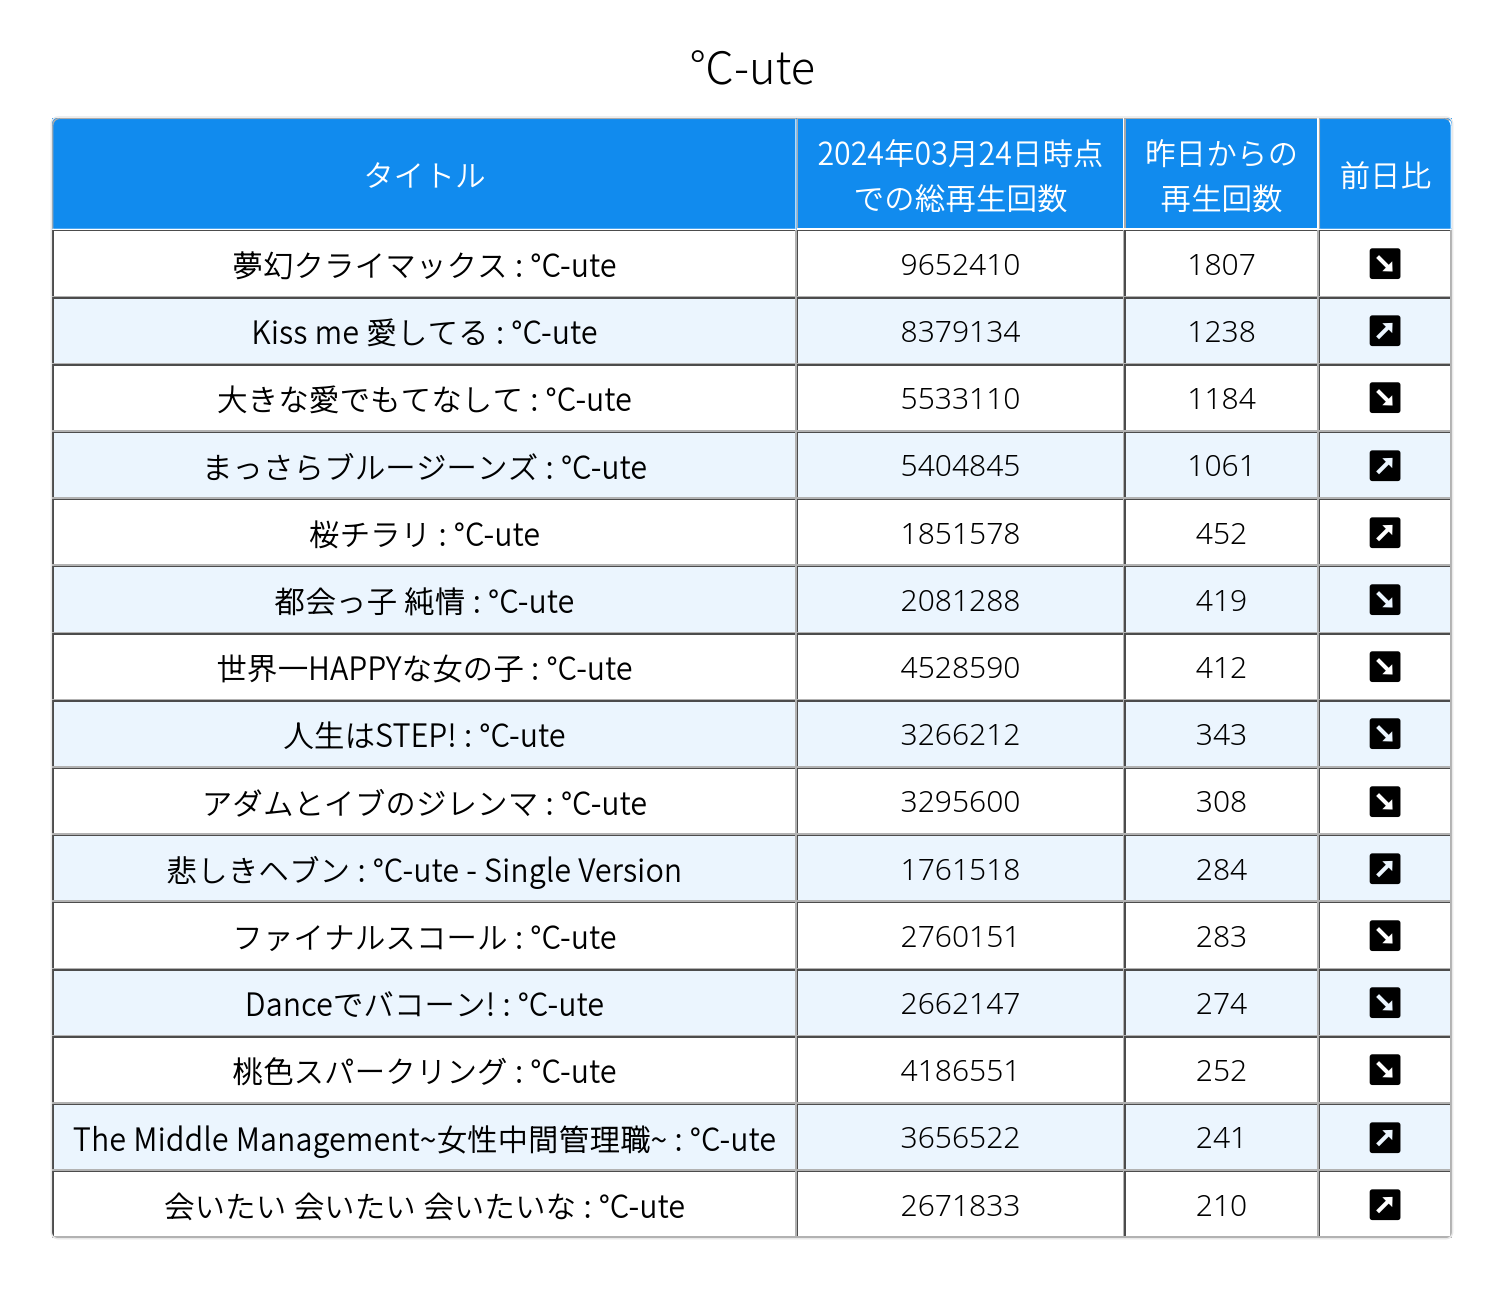 ℃-ute
タイトル 2024年03月24日時点 昨日からの 前日比
での総再生回数 再生回数
夢幻クライマックス : ℃-ute 9652410 1807
Kiss me 愛してる : ℃-ute 8379134 1238
大きな愛でもてなして : ℃-ute 5533110 1184
まっさらブルージーンズ : ℃-ute 5404845 1061
桜チラリ : ℃-ute 1851578 452
都会っ子 純情 : ℃-ute 2081288 419
世界一HAPPYな女の子 : ℃-ute 4528590 412
人生はSTEP! : ℃-ute 3266212 343
アダムとイブのジレンマ : ℃-ute 3295600 308
悲しきヘブン : ℃-ute - Single Version 1761518 284
ファイナルスコール : ℃-ute 2760151 283
Danceでバコーン! : ℃-ute 2662147 274
桃色スパークリング : ℃-ute 4186551 252
The Middle Management~女性中間管理職~ : ℃-ute 3656522 241
会いたい 会いたい 会いたいな : ℃-ute 2671833 210